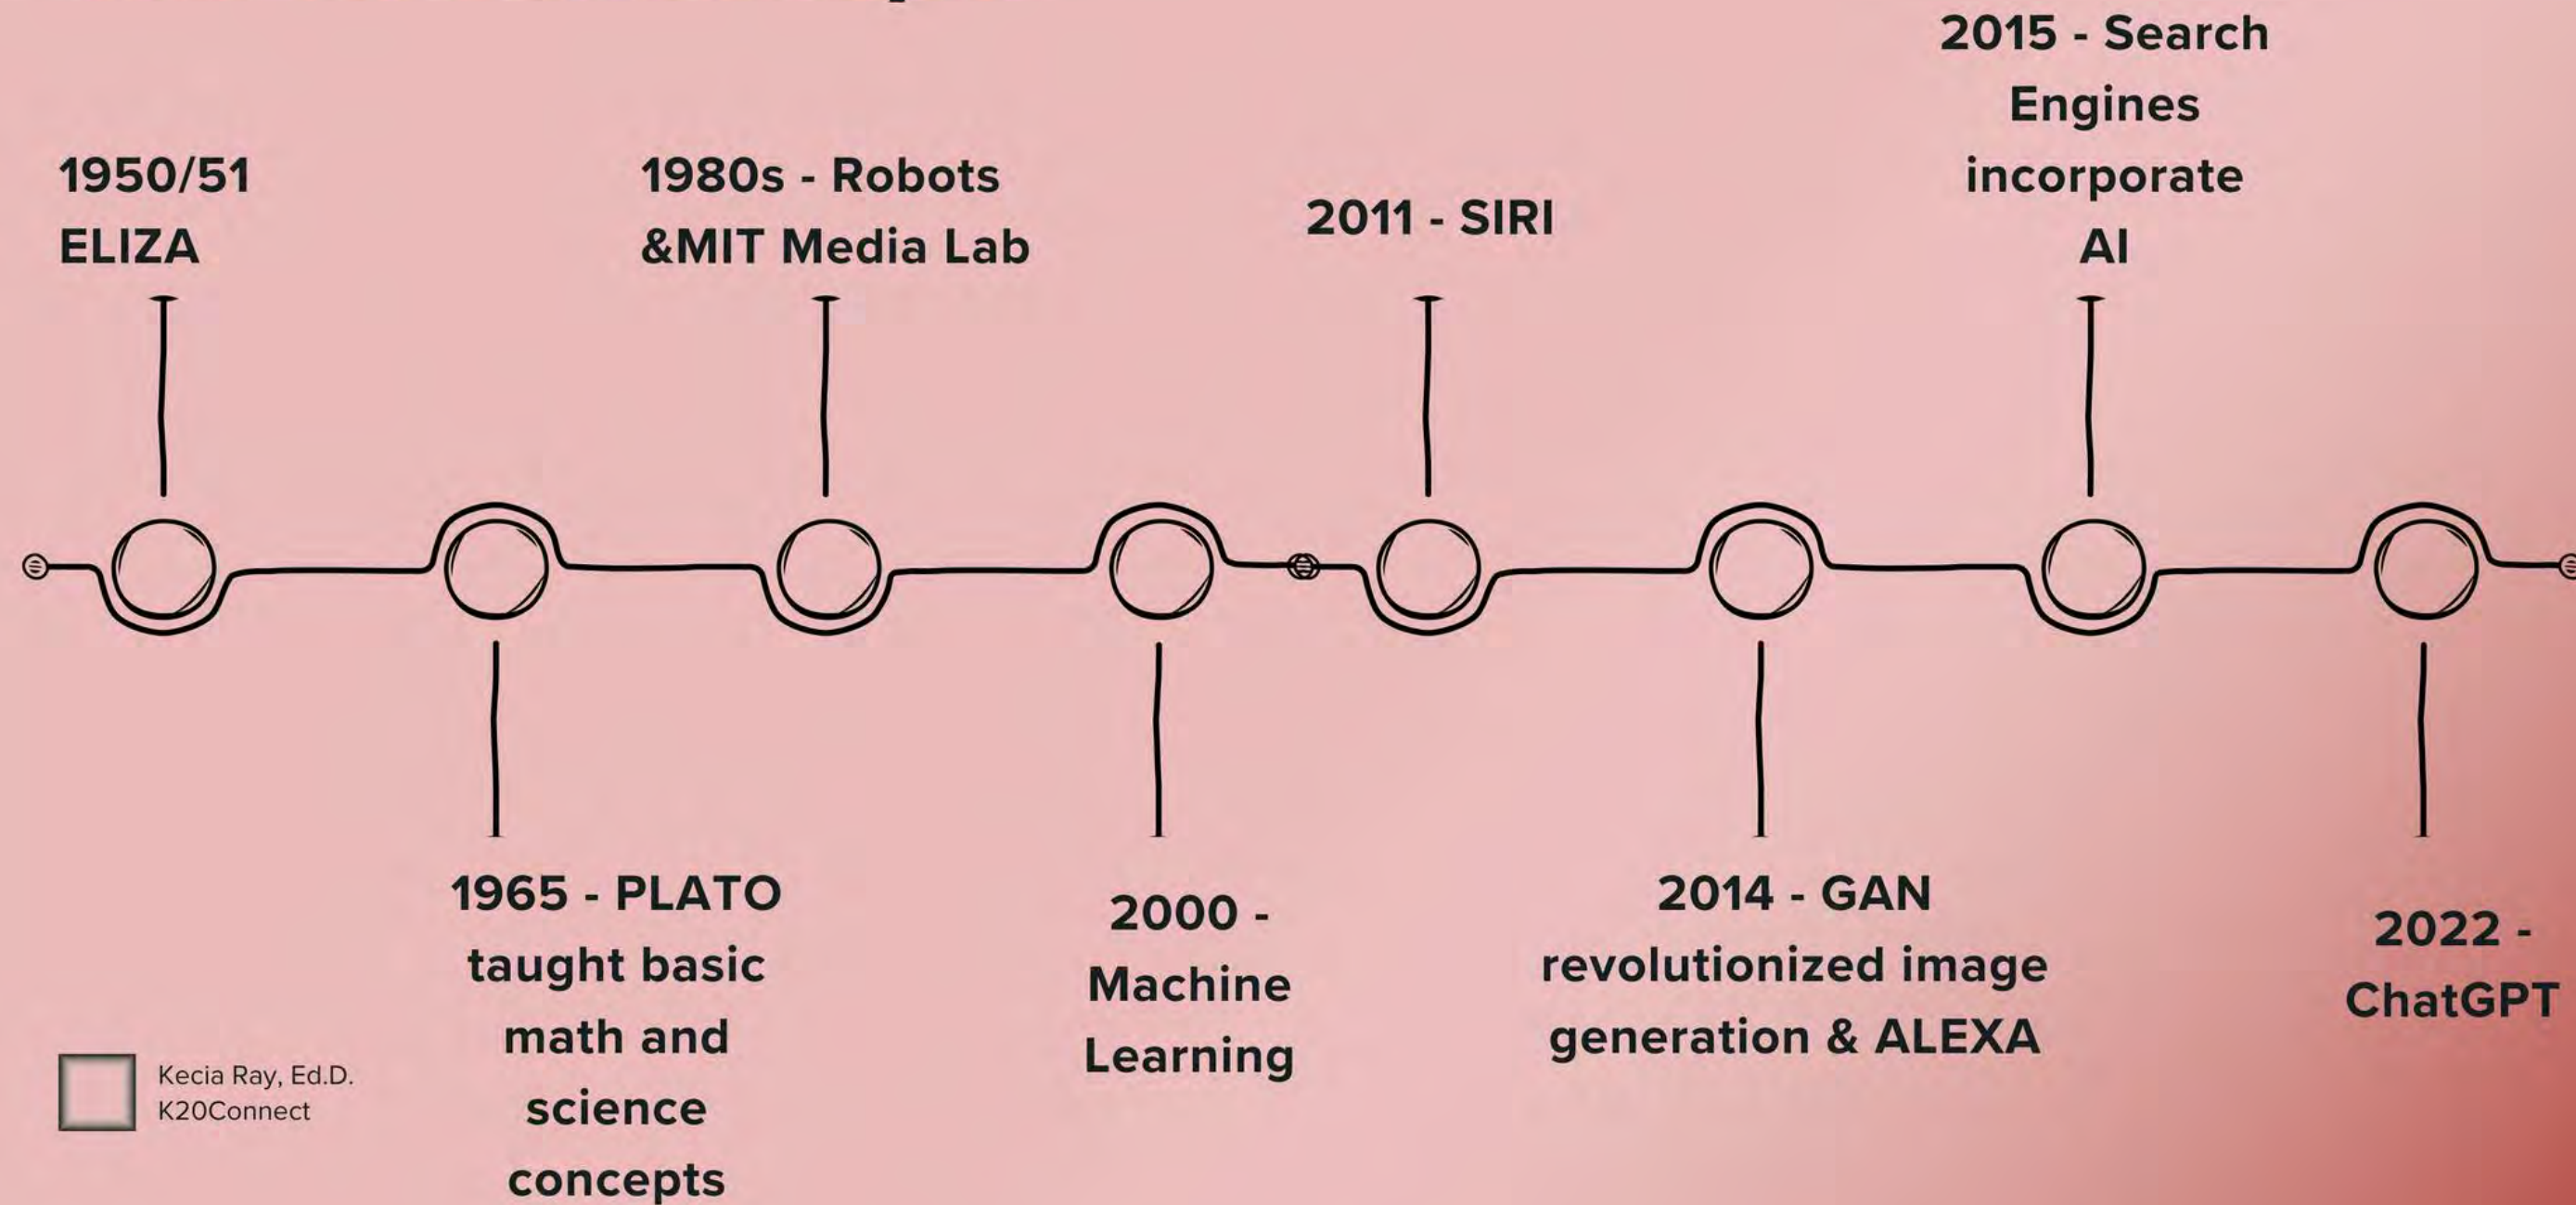 1950/51
ELIZA
1965 - PLATO
taught basic
math and
science
concepts
1980s - Robots
&MIT Media Lab
2000 -
Machine
Learning
2011 - SIRI
2014 - GAN
revolutionized image
generation & ALEXA
2015 - Search
Engines
incorporate
AI
2022 -
ChatGPT
Kecia Ray, Ed.D.
K20Connect